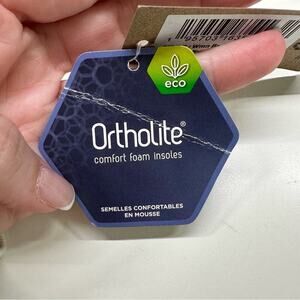 eco
Ortholite®
comfort foam insoles
SEMELLES CONFORTABLES
EN MOUSSE